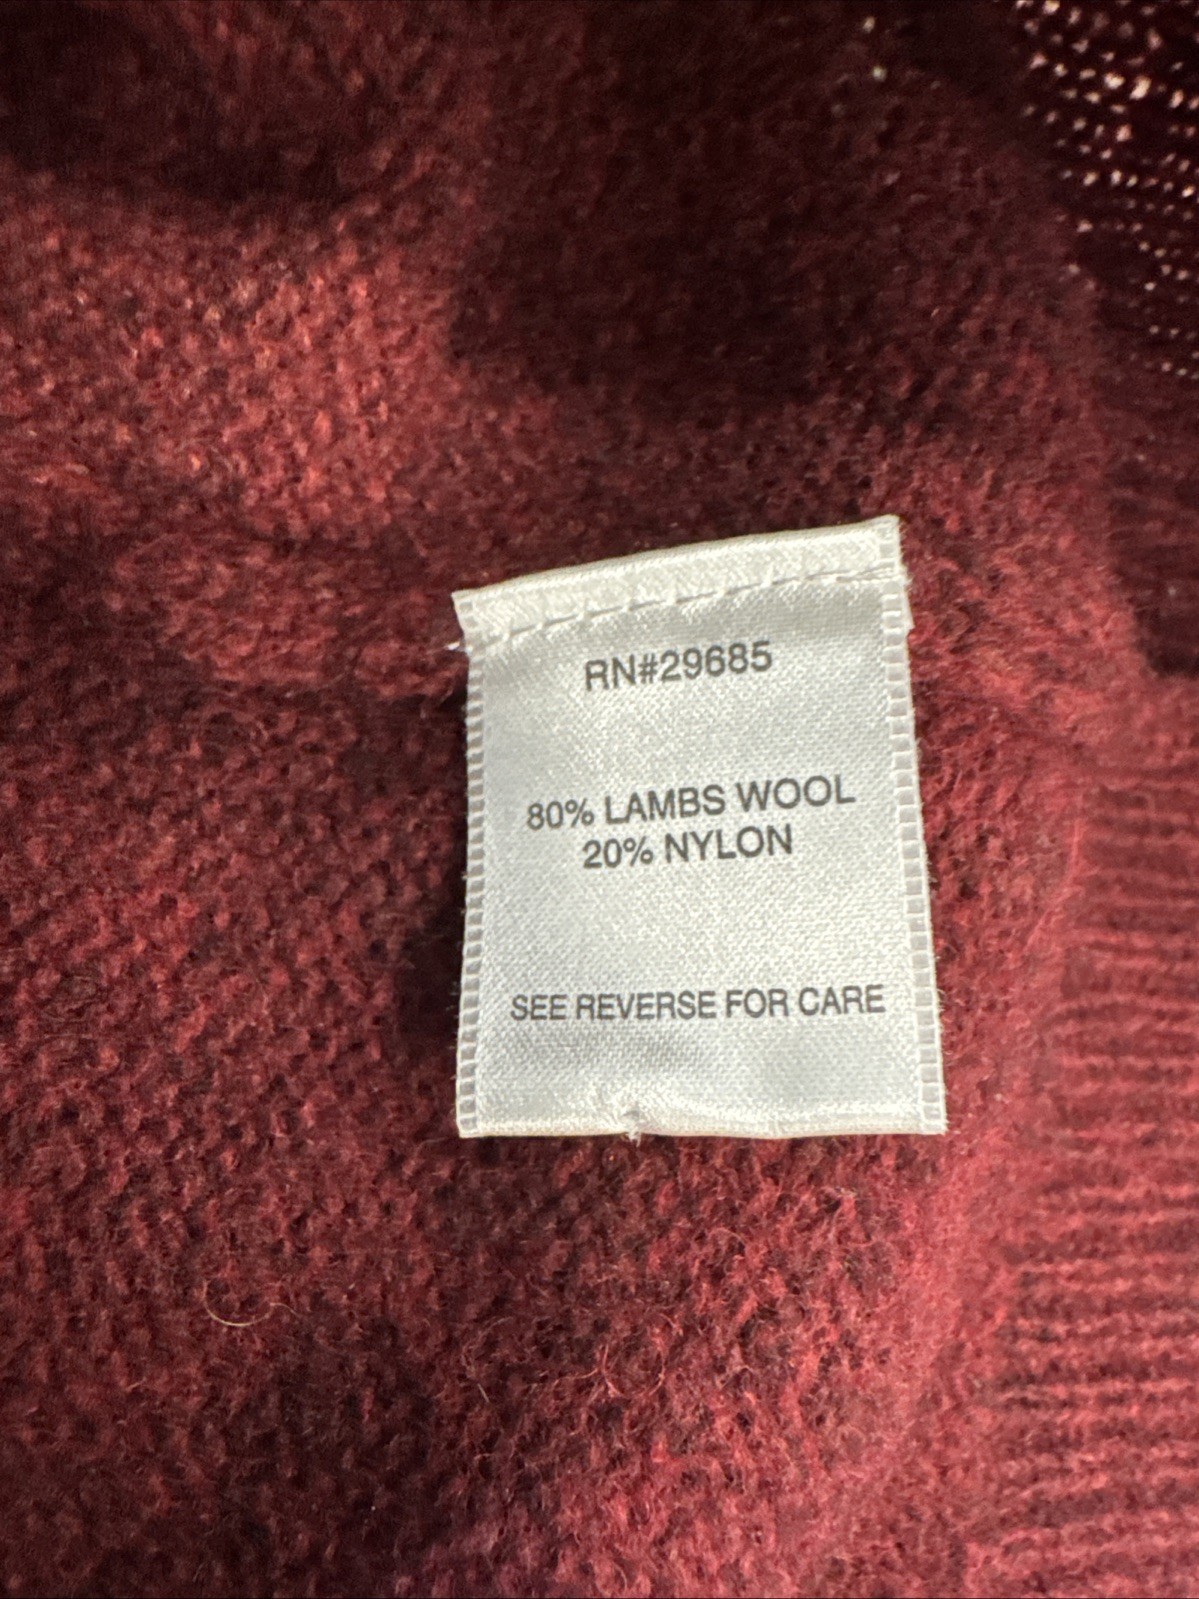 RN#29685
80% LAMBS WOOL
20% NYLON
SEE REVERSE FOR CARE